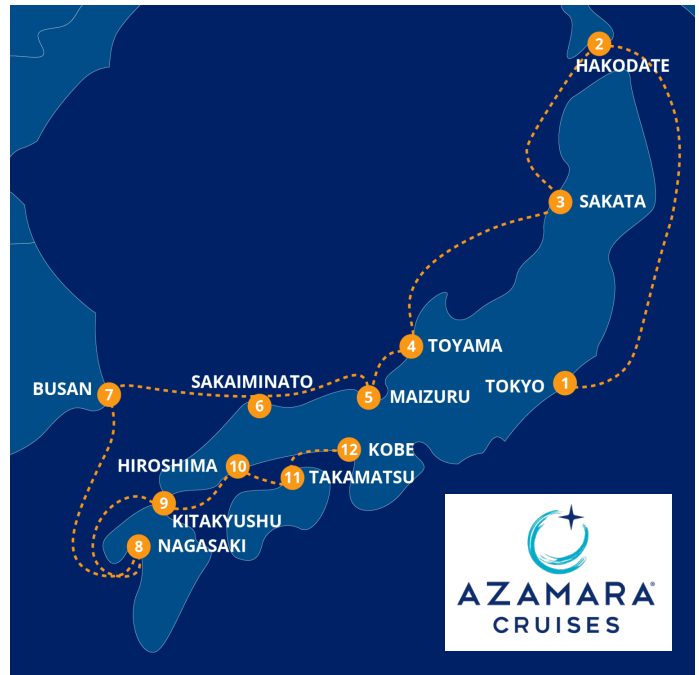 2
HAKODATE
3 SAKATA
4 TOYAMA
TOKYO 1
SAKAIMINATO
BUSAN 7
6
5 MAIZURU
12 KOBE
HIROSHIMA 10
11 TAKAMATSU
9
KITAKYUSHU
8 NAGASAKI
AZAMARA®
CRUISES